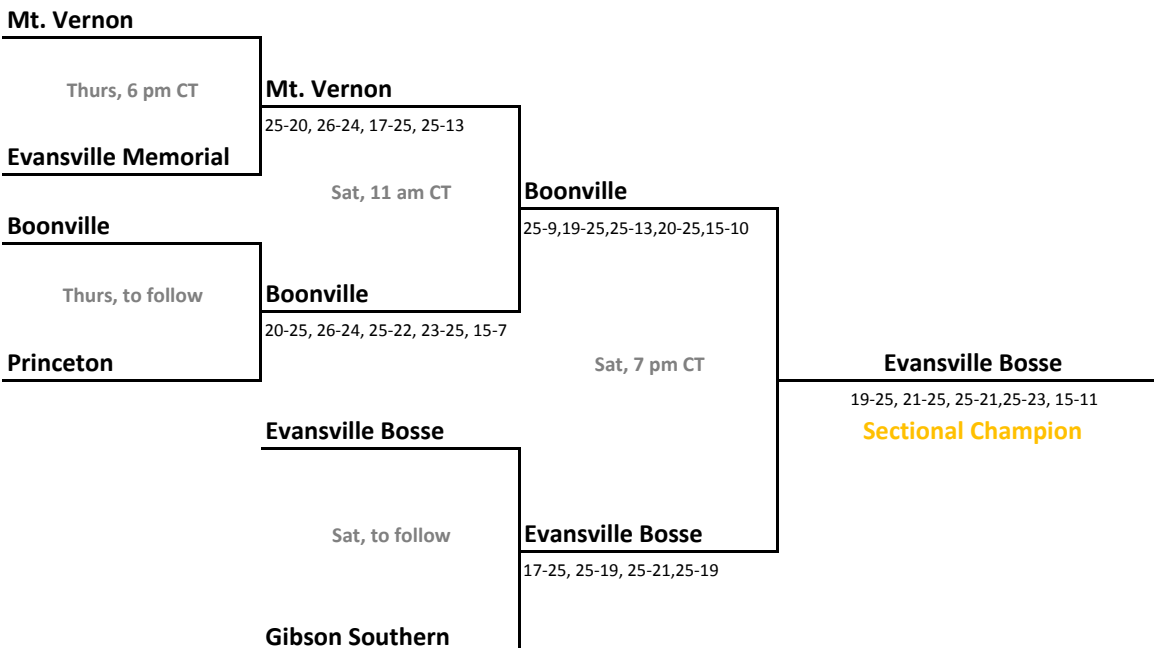 Mt. Vernon
Thurs, 6 pm CT
Mt. Vernon
25-20, 26-24, 17-25, 25-13
Evansville Memorial
Sat, 11 am CT
Boonville
Boonville
25-9,19-25,25-13,20-25,15-10
Thurs, to follow
Boonville
20-25, 26-24, 25-22, 23-25, 15-7
Princeton
Sat, 7 pm CT
Evansville Bosse
19-25, 21-25, 25-21,25-23, 15-11
Evansville Bosse
Sectional Champion
Sat, to follow
Evansville Bosse
17-25, 25-19, 25-21,25-19
Gibson Southern